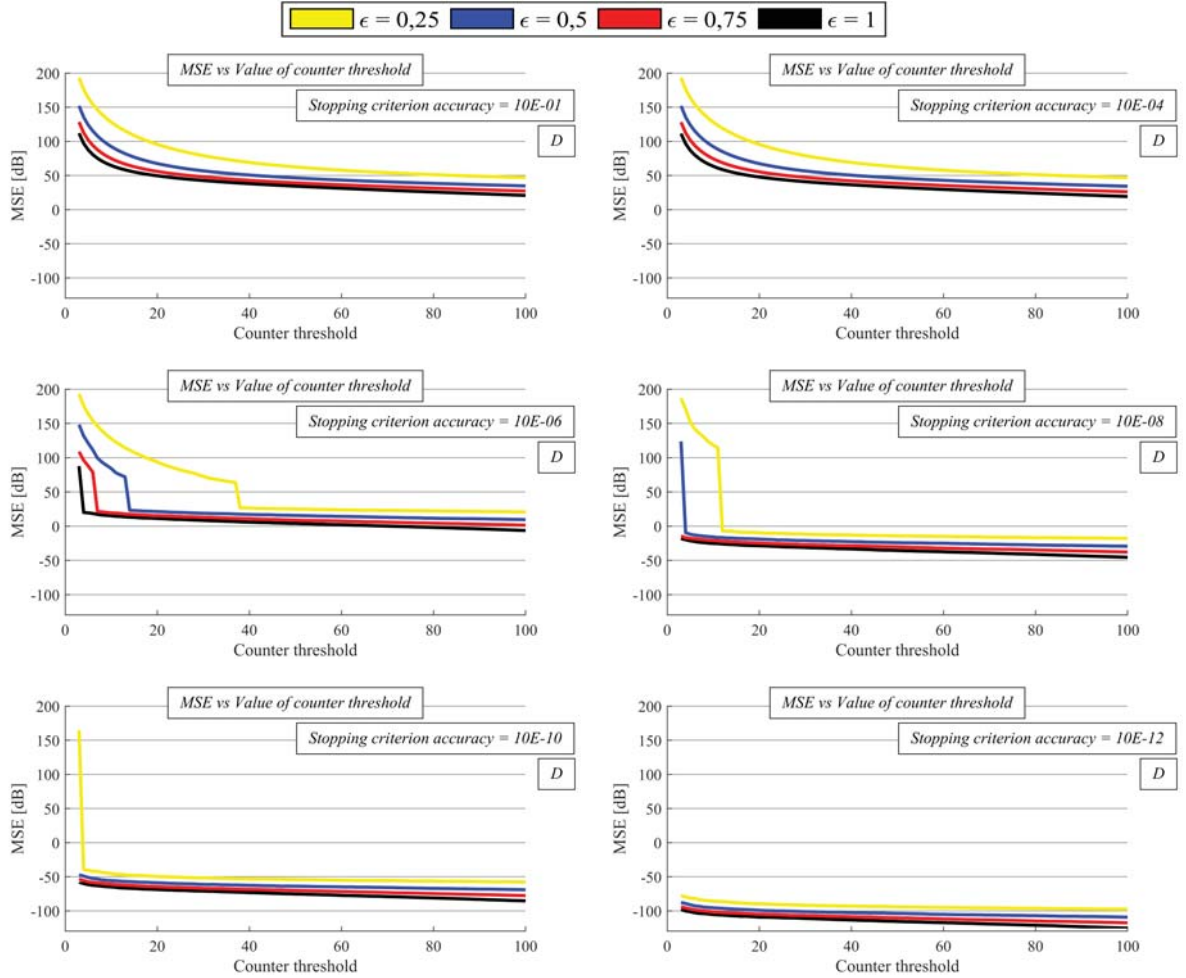 ϵ = 0,25 ϵ = 0,5 ϵ = 0,75 ϵ = 1
MSE vs Value of counter threshold
Stopping criterion accuracy = 10E-01
D
MSE [dB]
200
150
100
50
0
-50
-100
0 20 40 60 80 100
Counter threshold
MSE vs Value of counter threshold
Stopping criterion accuracy = 10E-04
D
MSE [dB]
200
150
100
50
0
-50
-100
0 20 40 60 80 100
Counter threshold
MSE vs Value of counter threshold
Stopping criterion accuracy = 10E-06
D
MSE [dB]
200
150
100
50
0
-50
-100
0 20 40 60 80 100
Counter threshold
MSE vs Value of counter threshold
Stopping criterion accuracy = 10E-08
D
MSE [dB]
200
150
100
50
0
-50
-100
0 20 40 60 80 100
Counter threshold
MSE vs Value of counter threshold
Stopping criterion accuracy = 10E-10
D
MSE [dB]
200
150
100
50
0
-50
-100
0 20 40 60 80 100
Counter threshold
MSE vs Value of counter threshold
Stopping criterion accuracy = 10E-12
D
MSE [dB]
200
150
100
50
0
-50
-100
0 20 40 60 80 100
Counter threshold